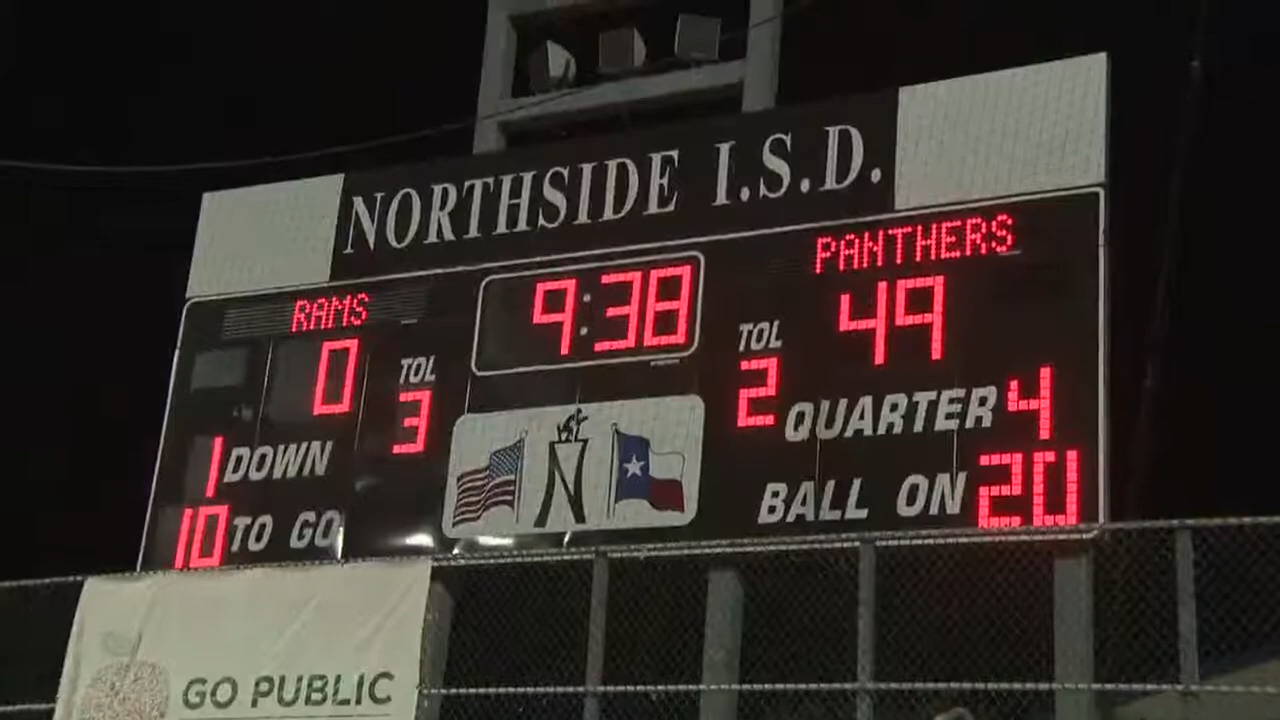 NORTHSIDE I.S.D.
RAMS
0
TOL
3
9:38
PANTHERS
49
TOL
2
QUARTER 4
1 DOWN
10 TO GO
N
BALL ON 20
GO PUBLIC